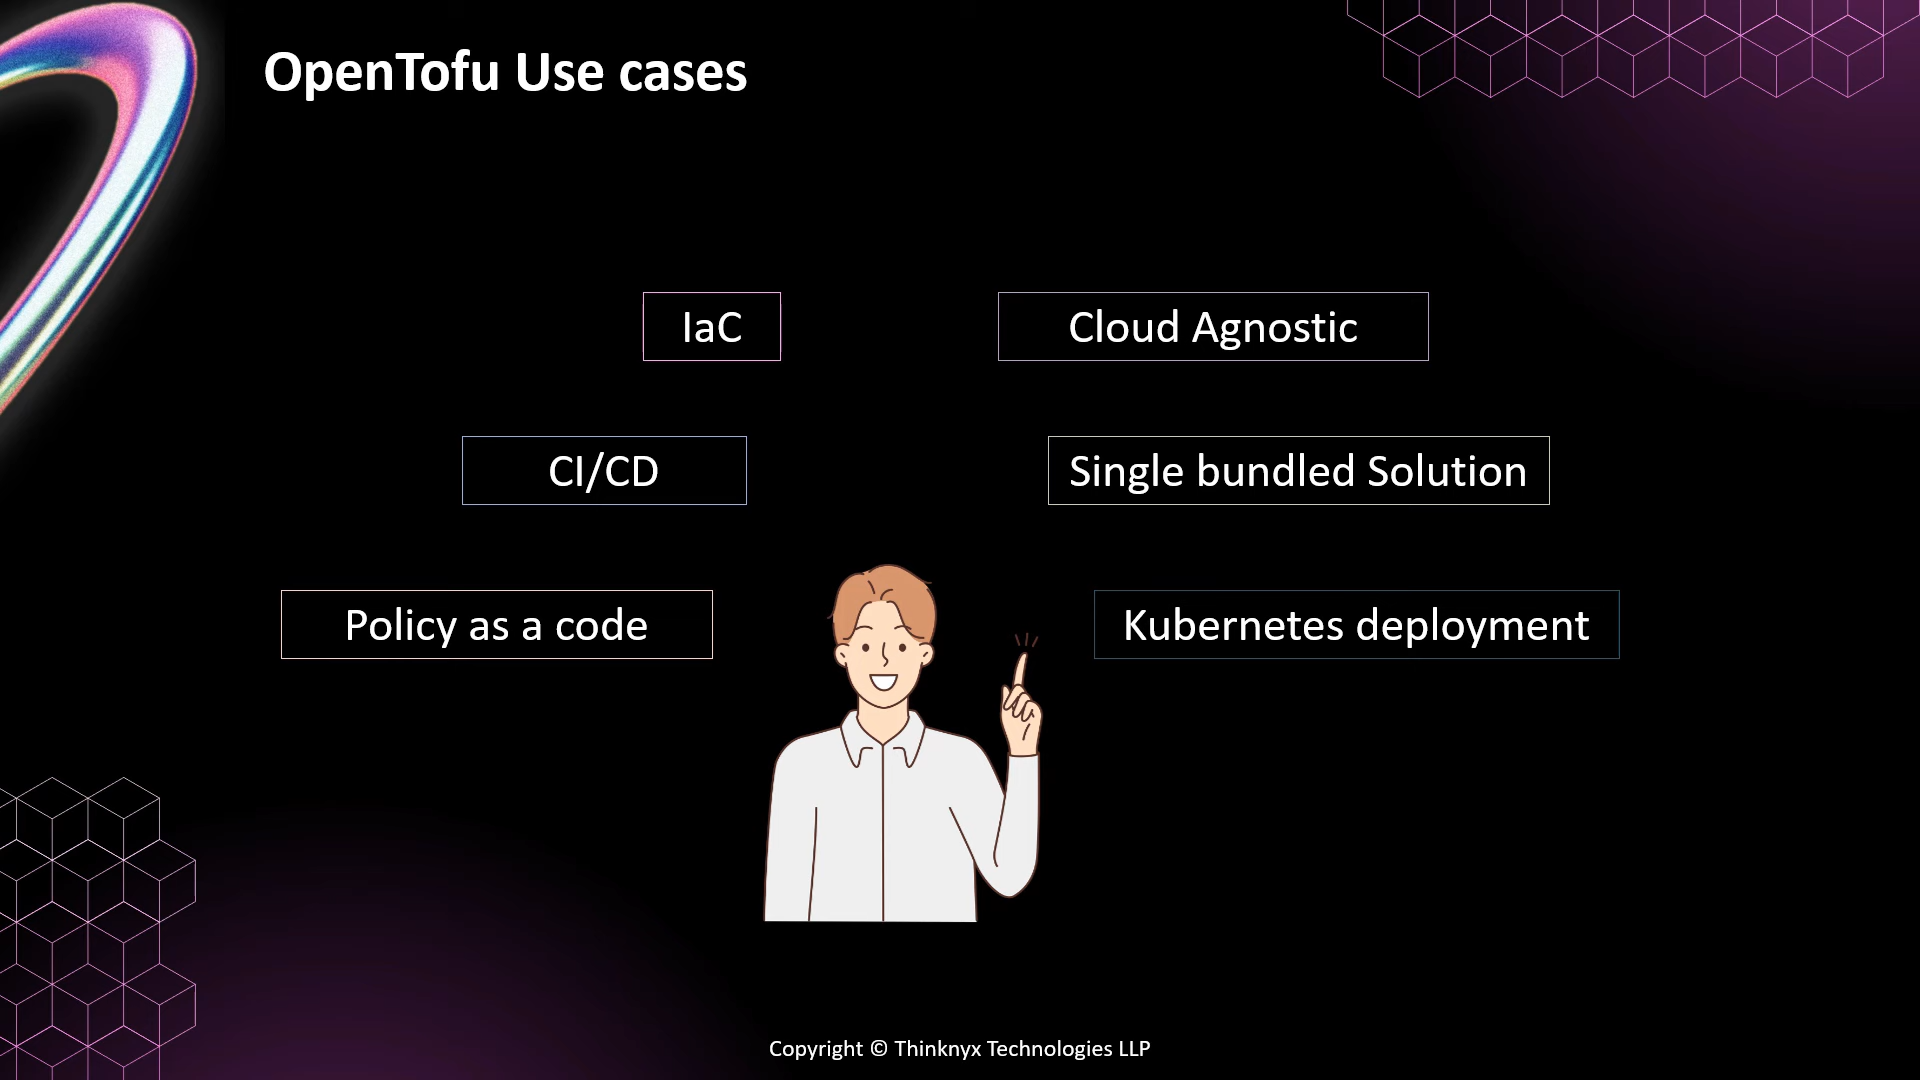 OpenTofu Use cases
IaC
Cloud Agnostic
CI/CD
Single bundled Solution
Policy as a code
Kubernetes deployment
Copyright © Thinknyx Technologies LLP